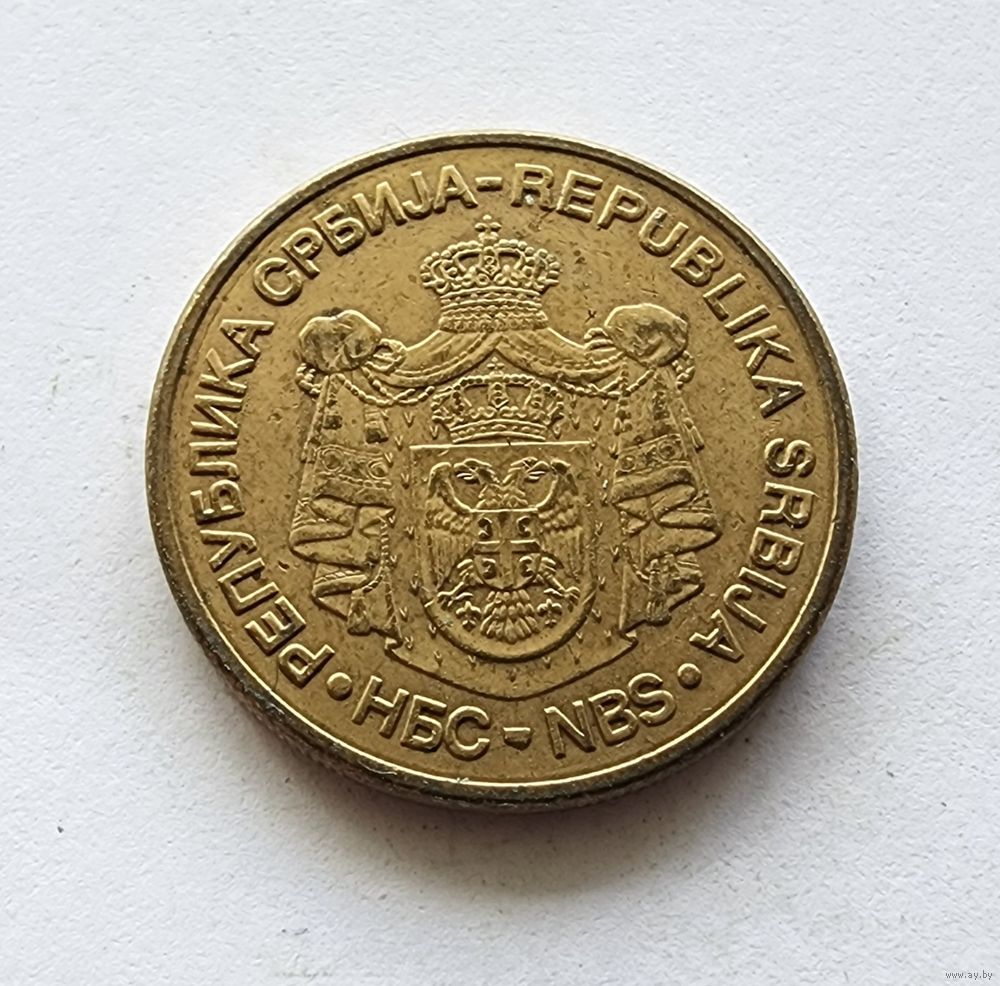 РЕПУБЛИКА СРБИЈА - REPUBLIKA SRBIJA
• НБС - NBS •
www.ay.by